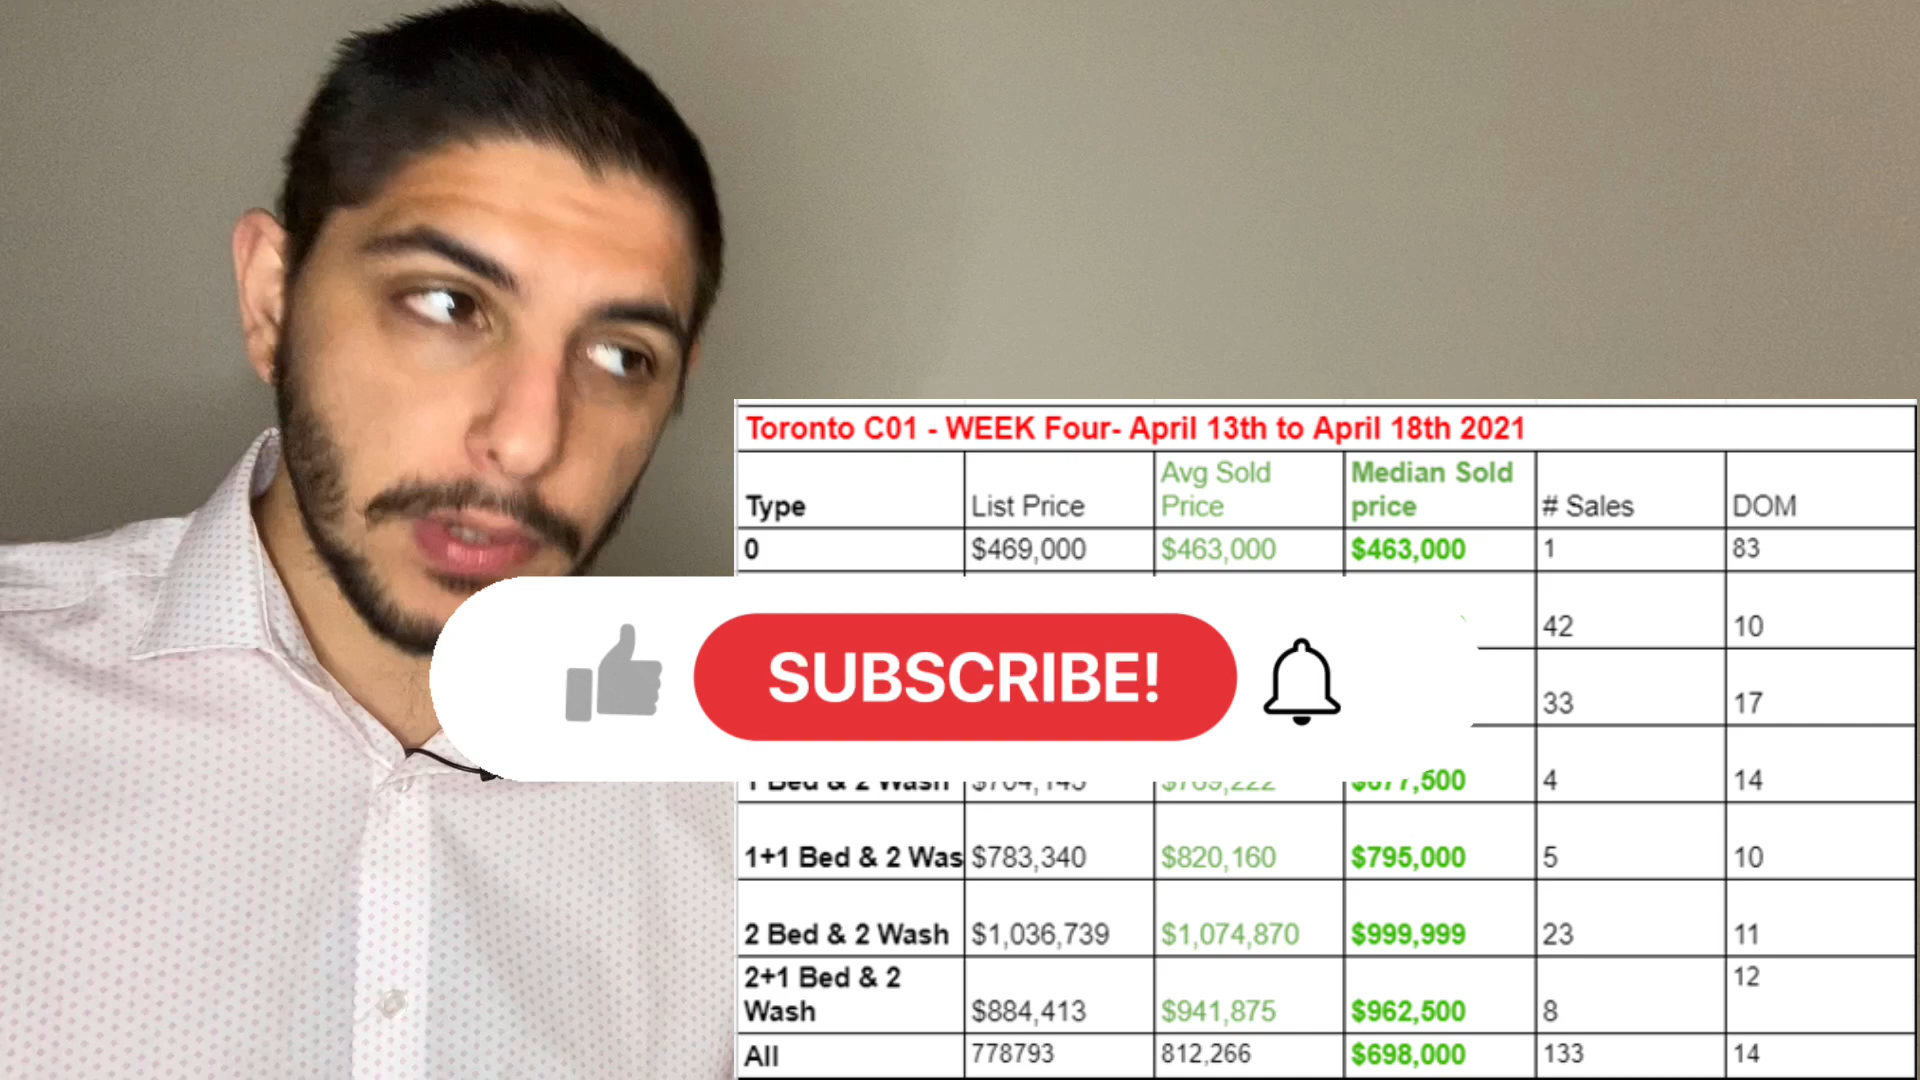 Toronto C01 - WEEK Four- April 13th to April 18th 2021
Type List Price Avg Sold Price Median Sold price # Sales DOM
0 $469,000 $463,000 $463,000 1 83
42 10
33 17
SUBSCRIBE!
1 Bed & 2 Wash 4 14
1+1 Bed & 2 Was $783,340 $820,160 $795,000 5 10
2 Bed & 2 Wash $1,036,739 $1,074,870 $999,999 23 11
2+1 Bed & 2 Wash $884,413 $941,875 $962,500 8 12
All 778793 812,266 $698,000 133 14